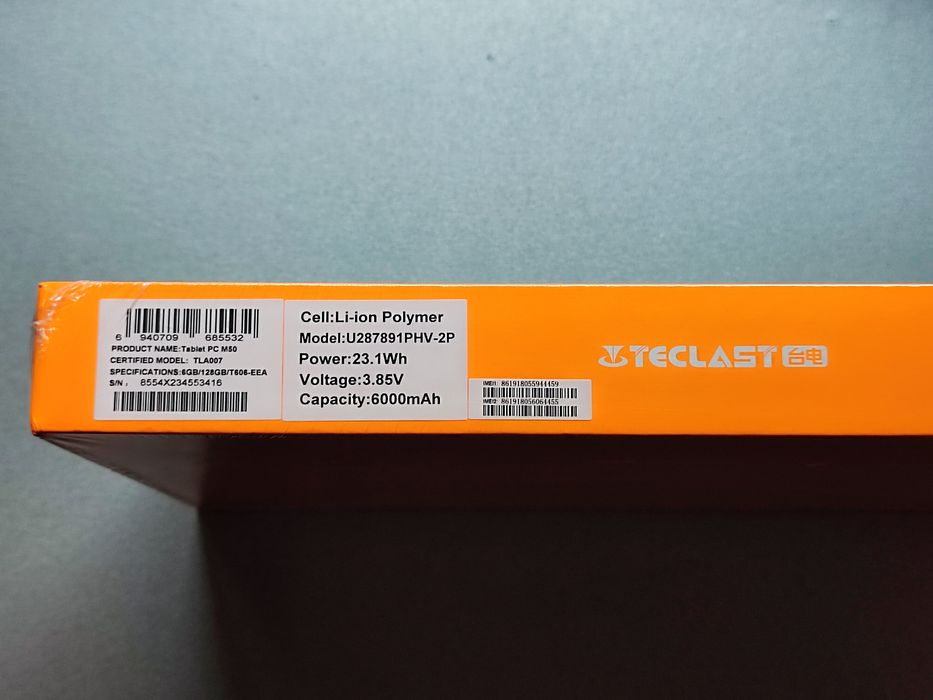 6 940709 685532
PRODUCT NAME:Tablet PC M50
CERTIFIED MODEL: TLA007
SPECIFICATIONS:6GB/128GB/T606-EEA
S/N: 8554X234553416
Cell:Li-ion Polymer
Model:U287891PHV-2P
Power:23.1Wh
Voltage:3.85V
Capacity:6000mAh
IMEI1: 861918055944459
IMEI2: 861918056064455
TECLAST 台电